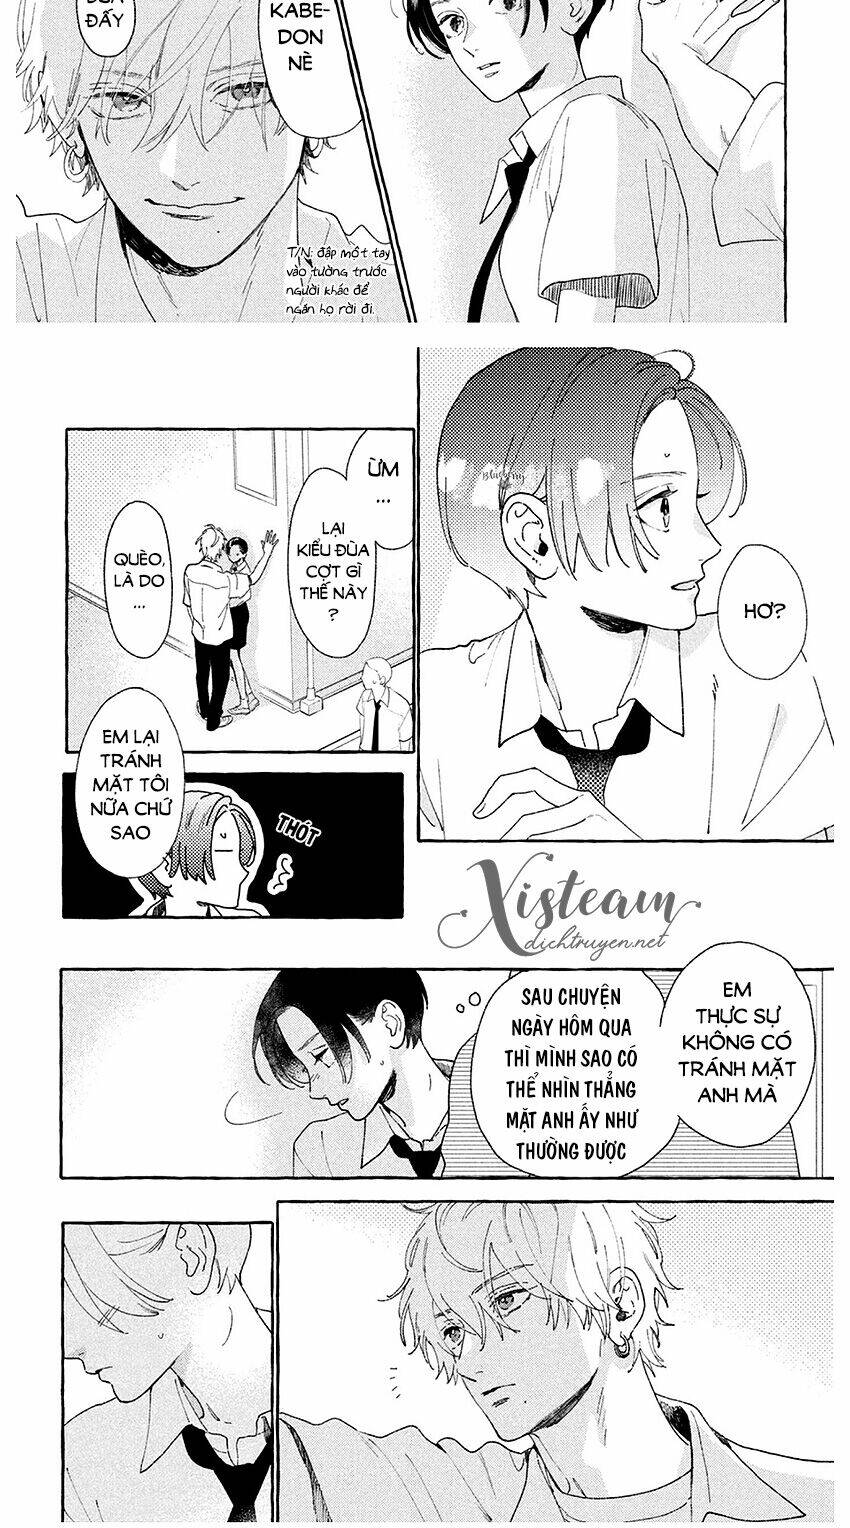 KABE-
DON
NÈ
ĐẤY
T/N: đập một tay
vào tường trước
người khác để
ngăn họ rời đi.
Blueberry
HƠ?
ỪM
...
LẠI
KIỂU ĐÙA
CỢT GÌ
THẾ NÀY
?
QUÈO,
LÀ DO
...
EM LẠI
TRÁNH
MẶT TÔI
NỮA CHỨ
SAO
THÓT
Xisteam
dichtruyen.net
EM
THỰC SỰ
KHÔNG CÓ
TRÁNH MẶT
ANH MÀ
SAU CHUYỆN
NGÀY HÔM QUA
THÌ MÌNH SAO CÓ
THỂ NHÌN THẲNG
MẶT ANH ẤY NHƯ
THƯỜNG ĐƯỢC